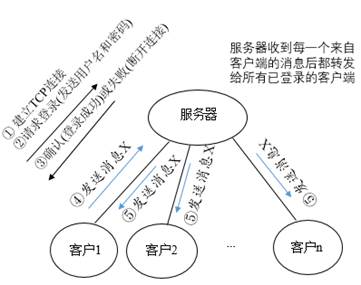 服务器收到每一个来自
客户端的消息后都转发
给所有已登录的客户端
①建立TCP连接
②请求登录(发送用户名和密码)
③确认(登录成功)或失败(断开连接)
服务器
④发送消息X
⑤发送消息X
⑤发送消息X
⑤发送消息X
客户1
客户2
...
客户n